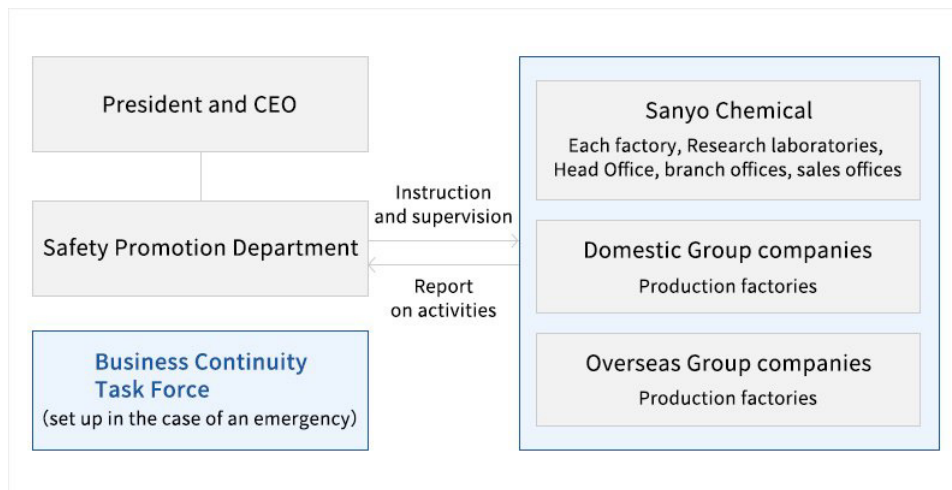 President and CEO
Safety Promotion Department
Business Continuity
Task Force
(set up in the case of an emergency)
Instruction
and supervision
Report
on activities
Sanyo Chemical
Each factory, Research laboratories,
Head Office, branch offices, sales offices
Domestic Group companies
Production factories
Overseas Group companies
Production factories